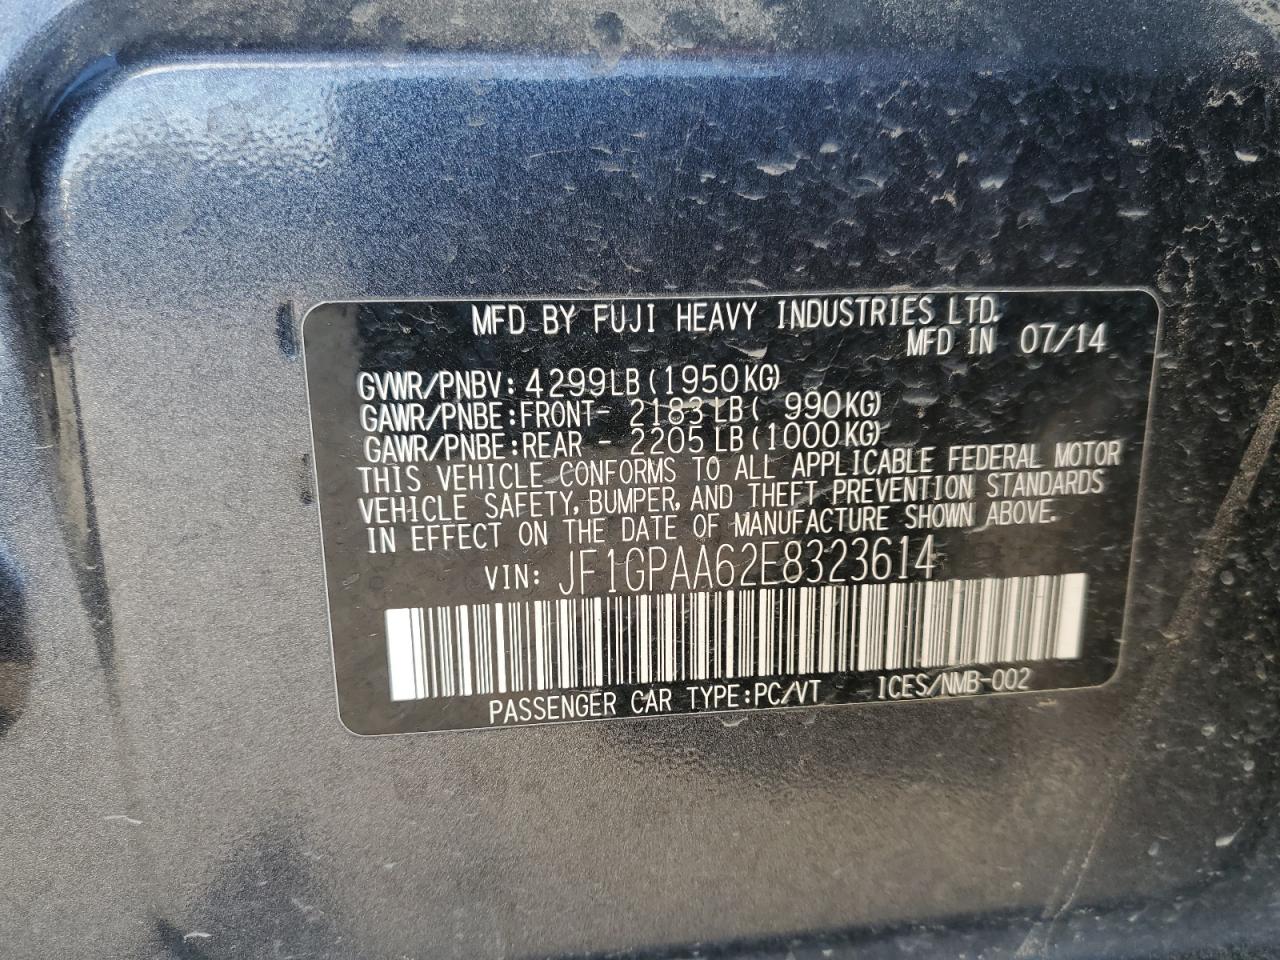 MFD BY FUJI HEAVY INDUSTRIES LTD.
MFD IN 07/14
GVWR/PNBV: 4299LB(1950KG)
GAWR/PNBE:FRONT- 2183LB( 990KG)
GAWR/PNBE:REAR - 2205LB(1000KG)
THIS VEHICLE CONFORMS TO ALL APPLICABLE FEDERAL MOTOR
VEHICLE SAFETY, BUMPER, AND THEFT PREVENTION STANDARDS
IN EFFECT ON THE DATE OF MANUFACTURE SHOWN ABOVE.
VIN: JF1GPAA62E8323614
PASSENGER CAR TYPE:PC/VT ICES/NMB-002